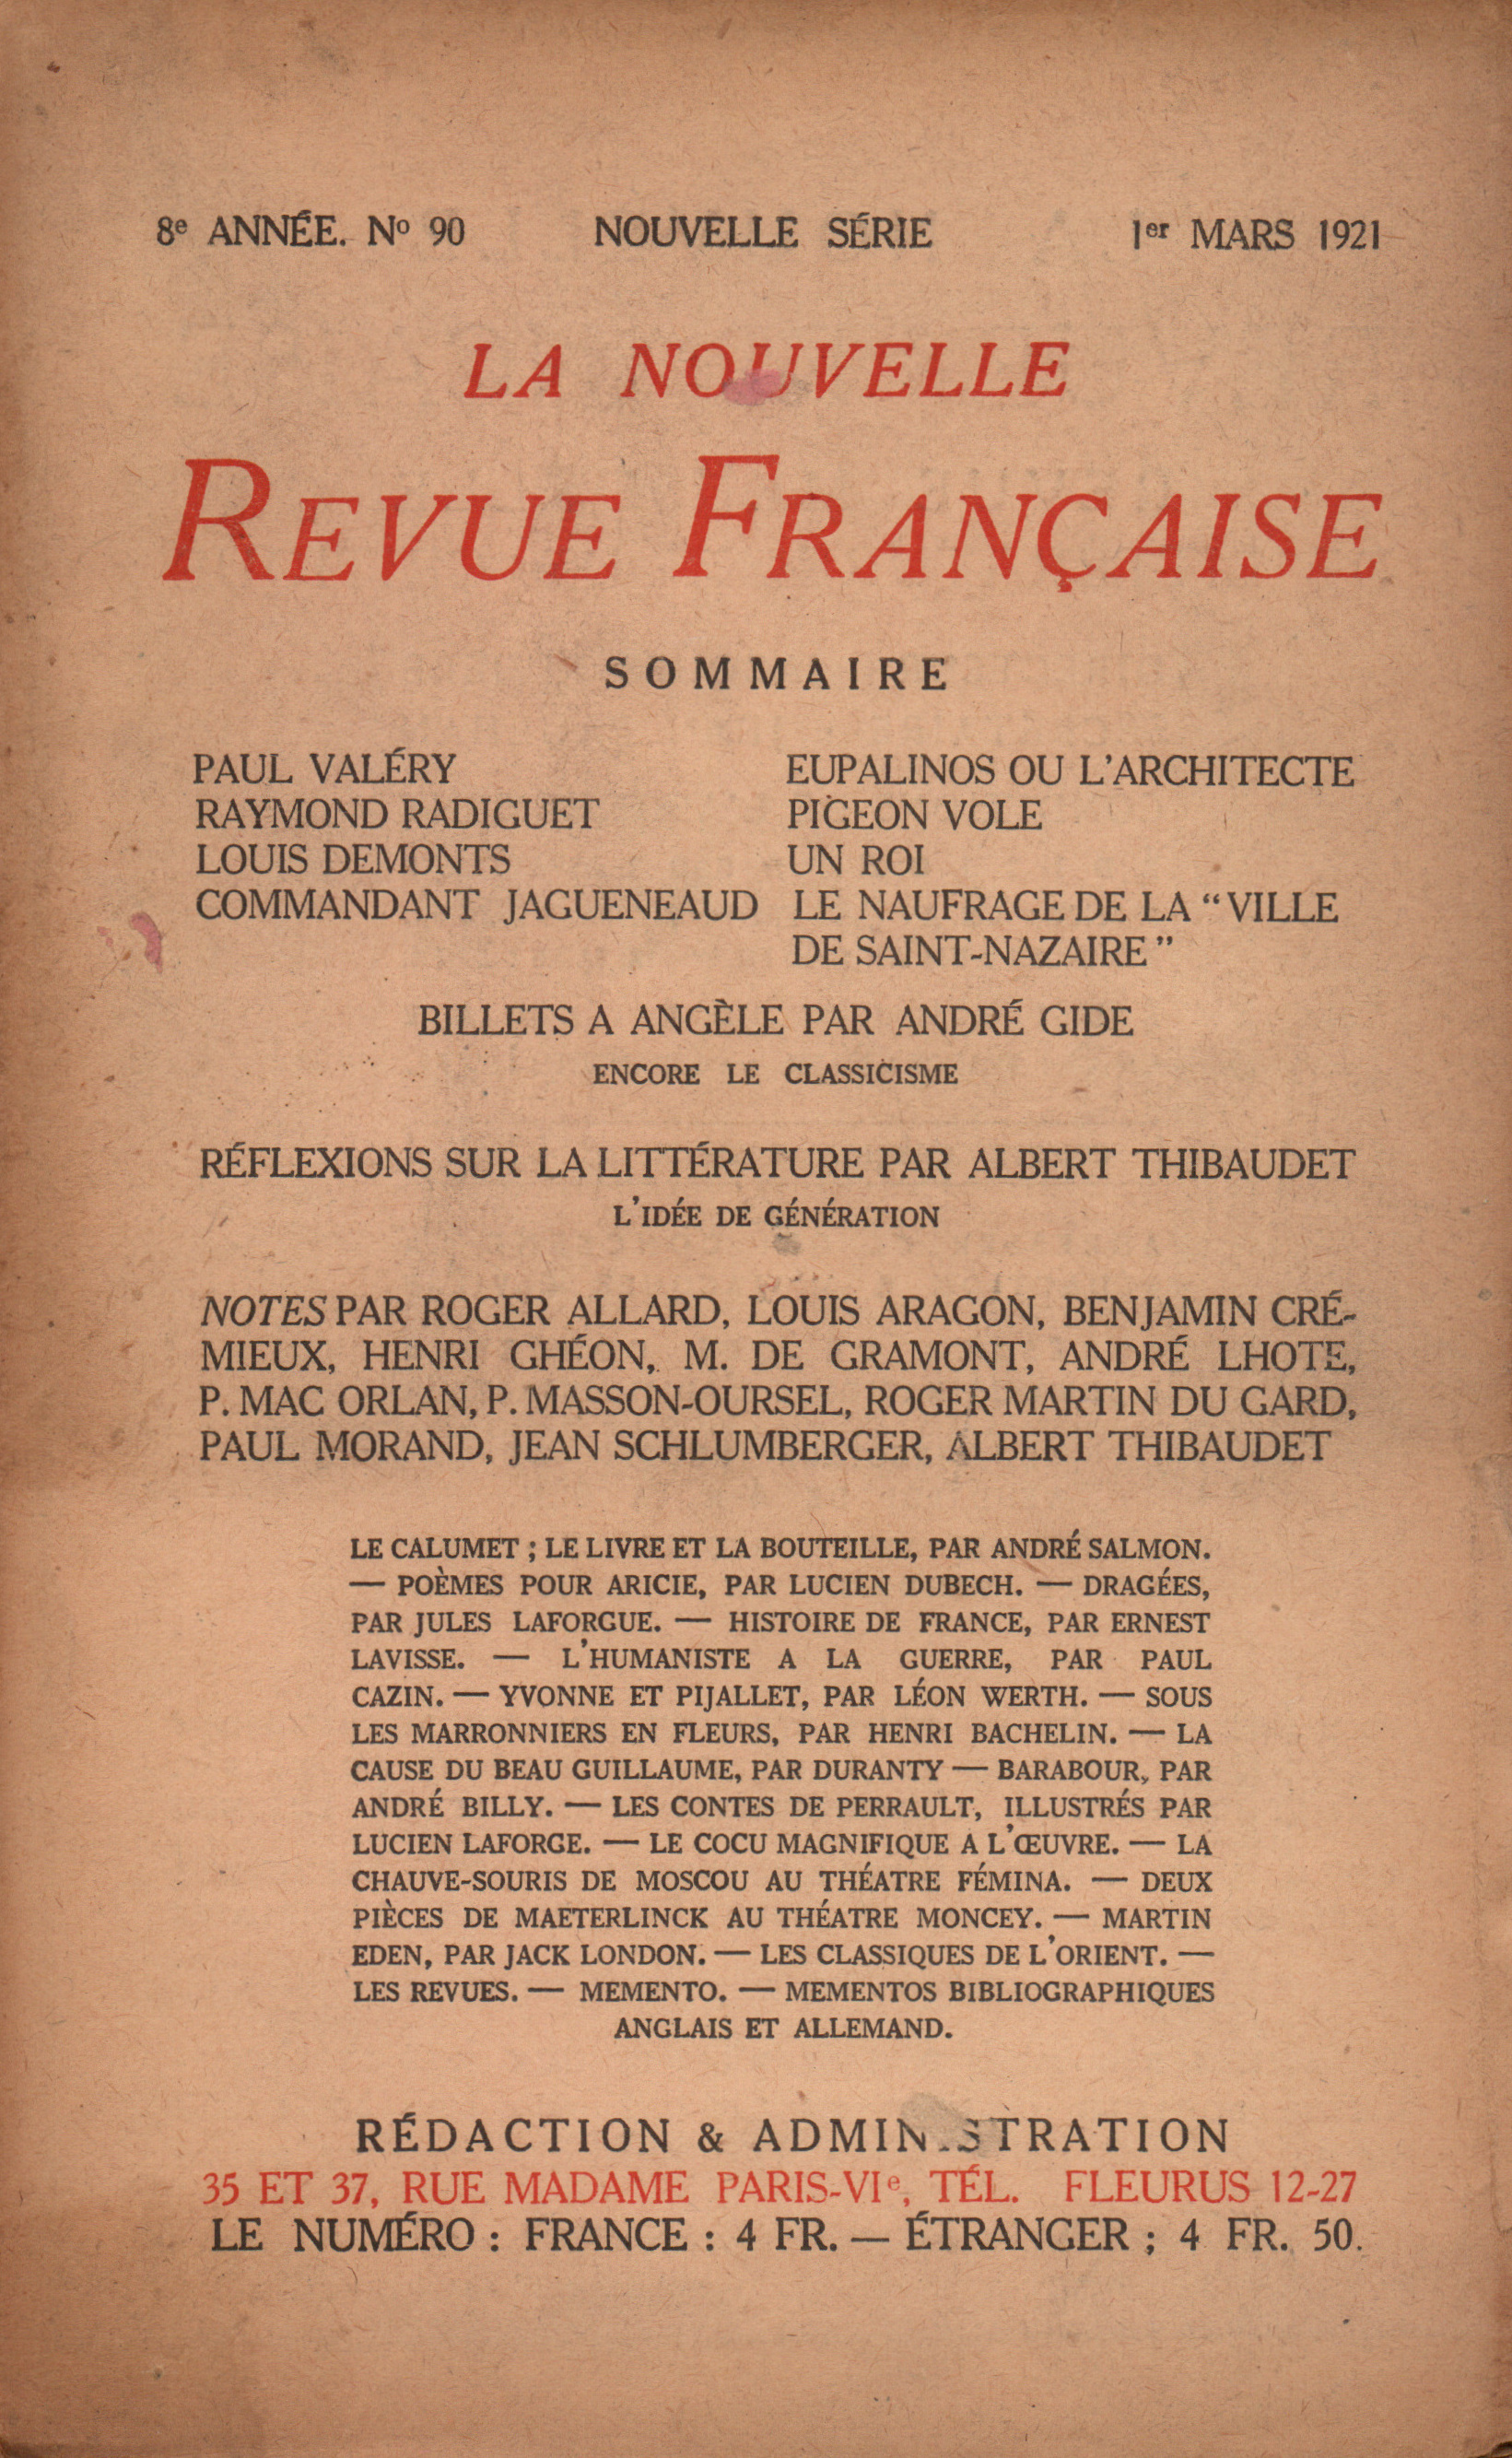 8e ANNÉE. No 90 NOUVELLE SÉRIE 1er MARS 1921
LA NOUVELLE
REVUE FRANÇAISE
SOMMAIRE
PAUL VALÉRY EUPALINOS OU L'ARCHITECTE
RAYMOND RADIGUET PIGEON VOLE
LOUIS DEMONTS UN ROI
COMMANDANT JAGUENEAUD LE NAUFRAGE DE LA “VILLE
DE SAINT-NAZAIRE”
BILLETS A ANGÈLE PAR ANDRÉ GIDE
ENCORE LE CLASSICISME
RÉFLEXIONS SUR LA LITTÉRATURE PAR ALBERT THIBAUDET
L'IDÉE DE GÉNÉRATION
NOTES PAR ROGER ALLARD, LOUIS ARAGON, BENJAMIN CRÉ-
MIEUX, HENRI GHÉON, M. DE GRAMONT, ANDRÉ LHOTE,
P. MAC ORLAN, P. MASSON-OURSEL, ROGER MARTIN DU GARD,
PAUL MORAND, JEAN SCHLUMBERGER, ALBERT THIBAUDET
LE CALUMET ; LE LIVRE ET LA BOUTEILLE, PAR ANDRÉ SALMON.
— POÈMES POUR ARICIE, PAR LUCIEN DUBECH. — DRAGÉES,
PAR JULES LAFORGUE. — HISTOIRE DE FRANCE, PAR ERNEST
LAVISSE. — L'HUMANISTE A LA GUERRE, PAR PAUL
CAZIN. — YVONNE ET PIJALLET, PAR LÉON WERTH. — SOUS
LES MARRONNIERS EN FLEURS, PAR HENRI BACHELIN. — LA
CAUSE DU BEAU GUILLAUME, PAR DURANTY — BARABOUR, PAR
ANDRÉ BILLY. — LES CONTES DE PERRAULT, ILLUSTRÉS PAR
LUCIEN LAFORGE. — LE COCU MAGNIFIQUE A L'ŒUVRE. — LA
CHAUVE-SOURIS DE MOSCOU AU THÉATRE FÉMINA. — DEUX
PIÈCES DE MAETERLINCK AU THÉATRE MONCEY. — MARTIN
EDEN, PAR JACK LONDON. — LES CLASSIQUES DE L'ORIENT. —
LES REVUES. — MEMENTO. — MEMENTOS BIBLIOGRAPHIQUES
ANGLAIS ET ALLEMAND.
RÉDACTION & ADMINISTRATION
35 ET 37, RUE MADAME PARIS-VIe, TÉL. FLEURUS 12-27
LE NUMÉRO : FRANCE : 4 FR. — ÉTRANGER ; 4 FR. 50.